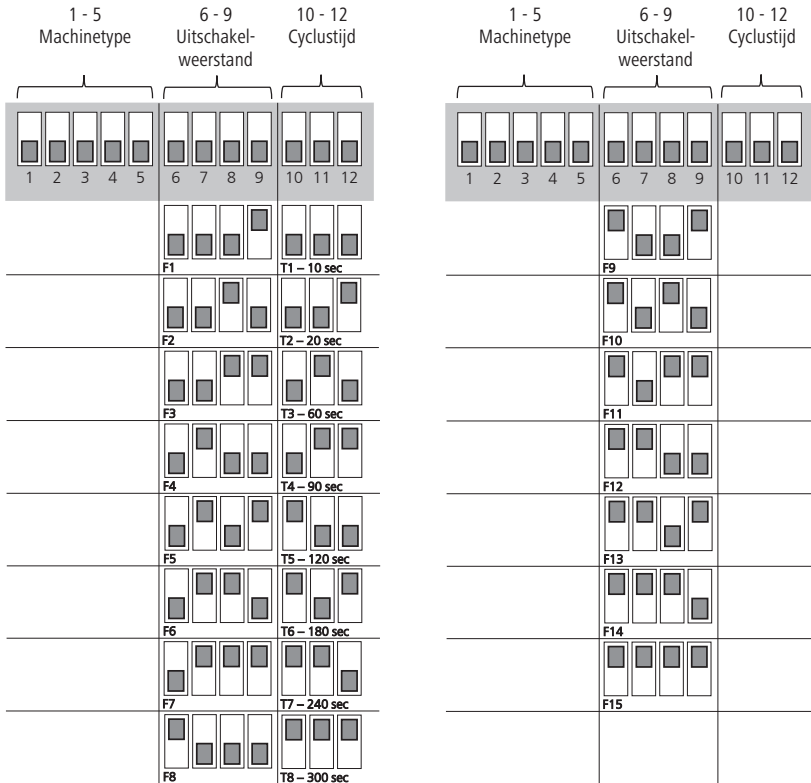 1 - 5 6 - 9 10 - 12
Machinetype Uitschakel- Cyclustijd
weerstand
1 2 3 4 5 6 7 8 9 10 11 12
F1 T1 – 10 sec
F2 T2 – 20 sec
F3 T3 – 60 sec
F4 T4 – 90 sec
F5 T5 – 120 sec
F6 T6 – 180 sec
F7 T7 – 240 sec
F8 T8 – 300 sec
1 - 5 6 - 9 10 - 12
Machinetype Uitschakel- Cyclustijd
weerstand
1 2 3 4 5 6 7 8 9 10 11 12
F9
F10
F11
F12
F13
F14
F15